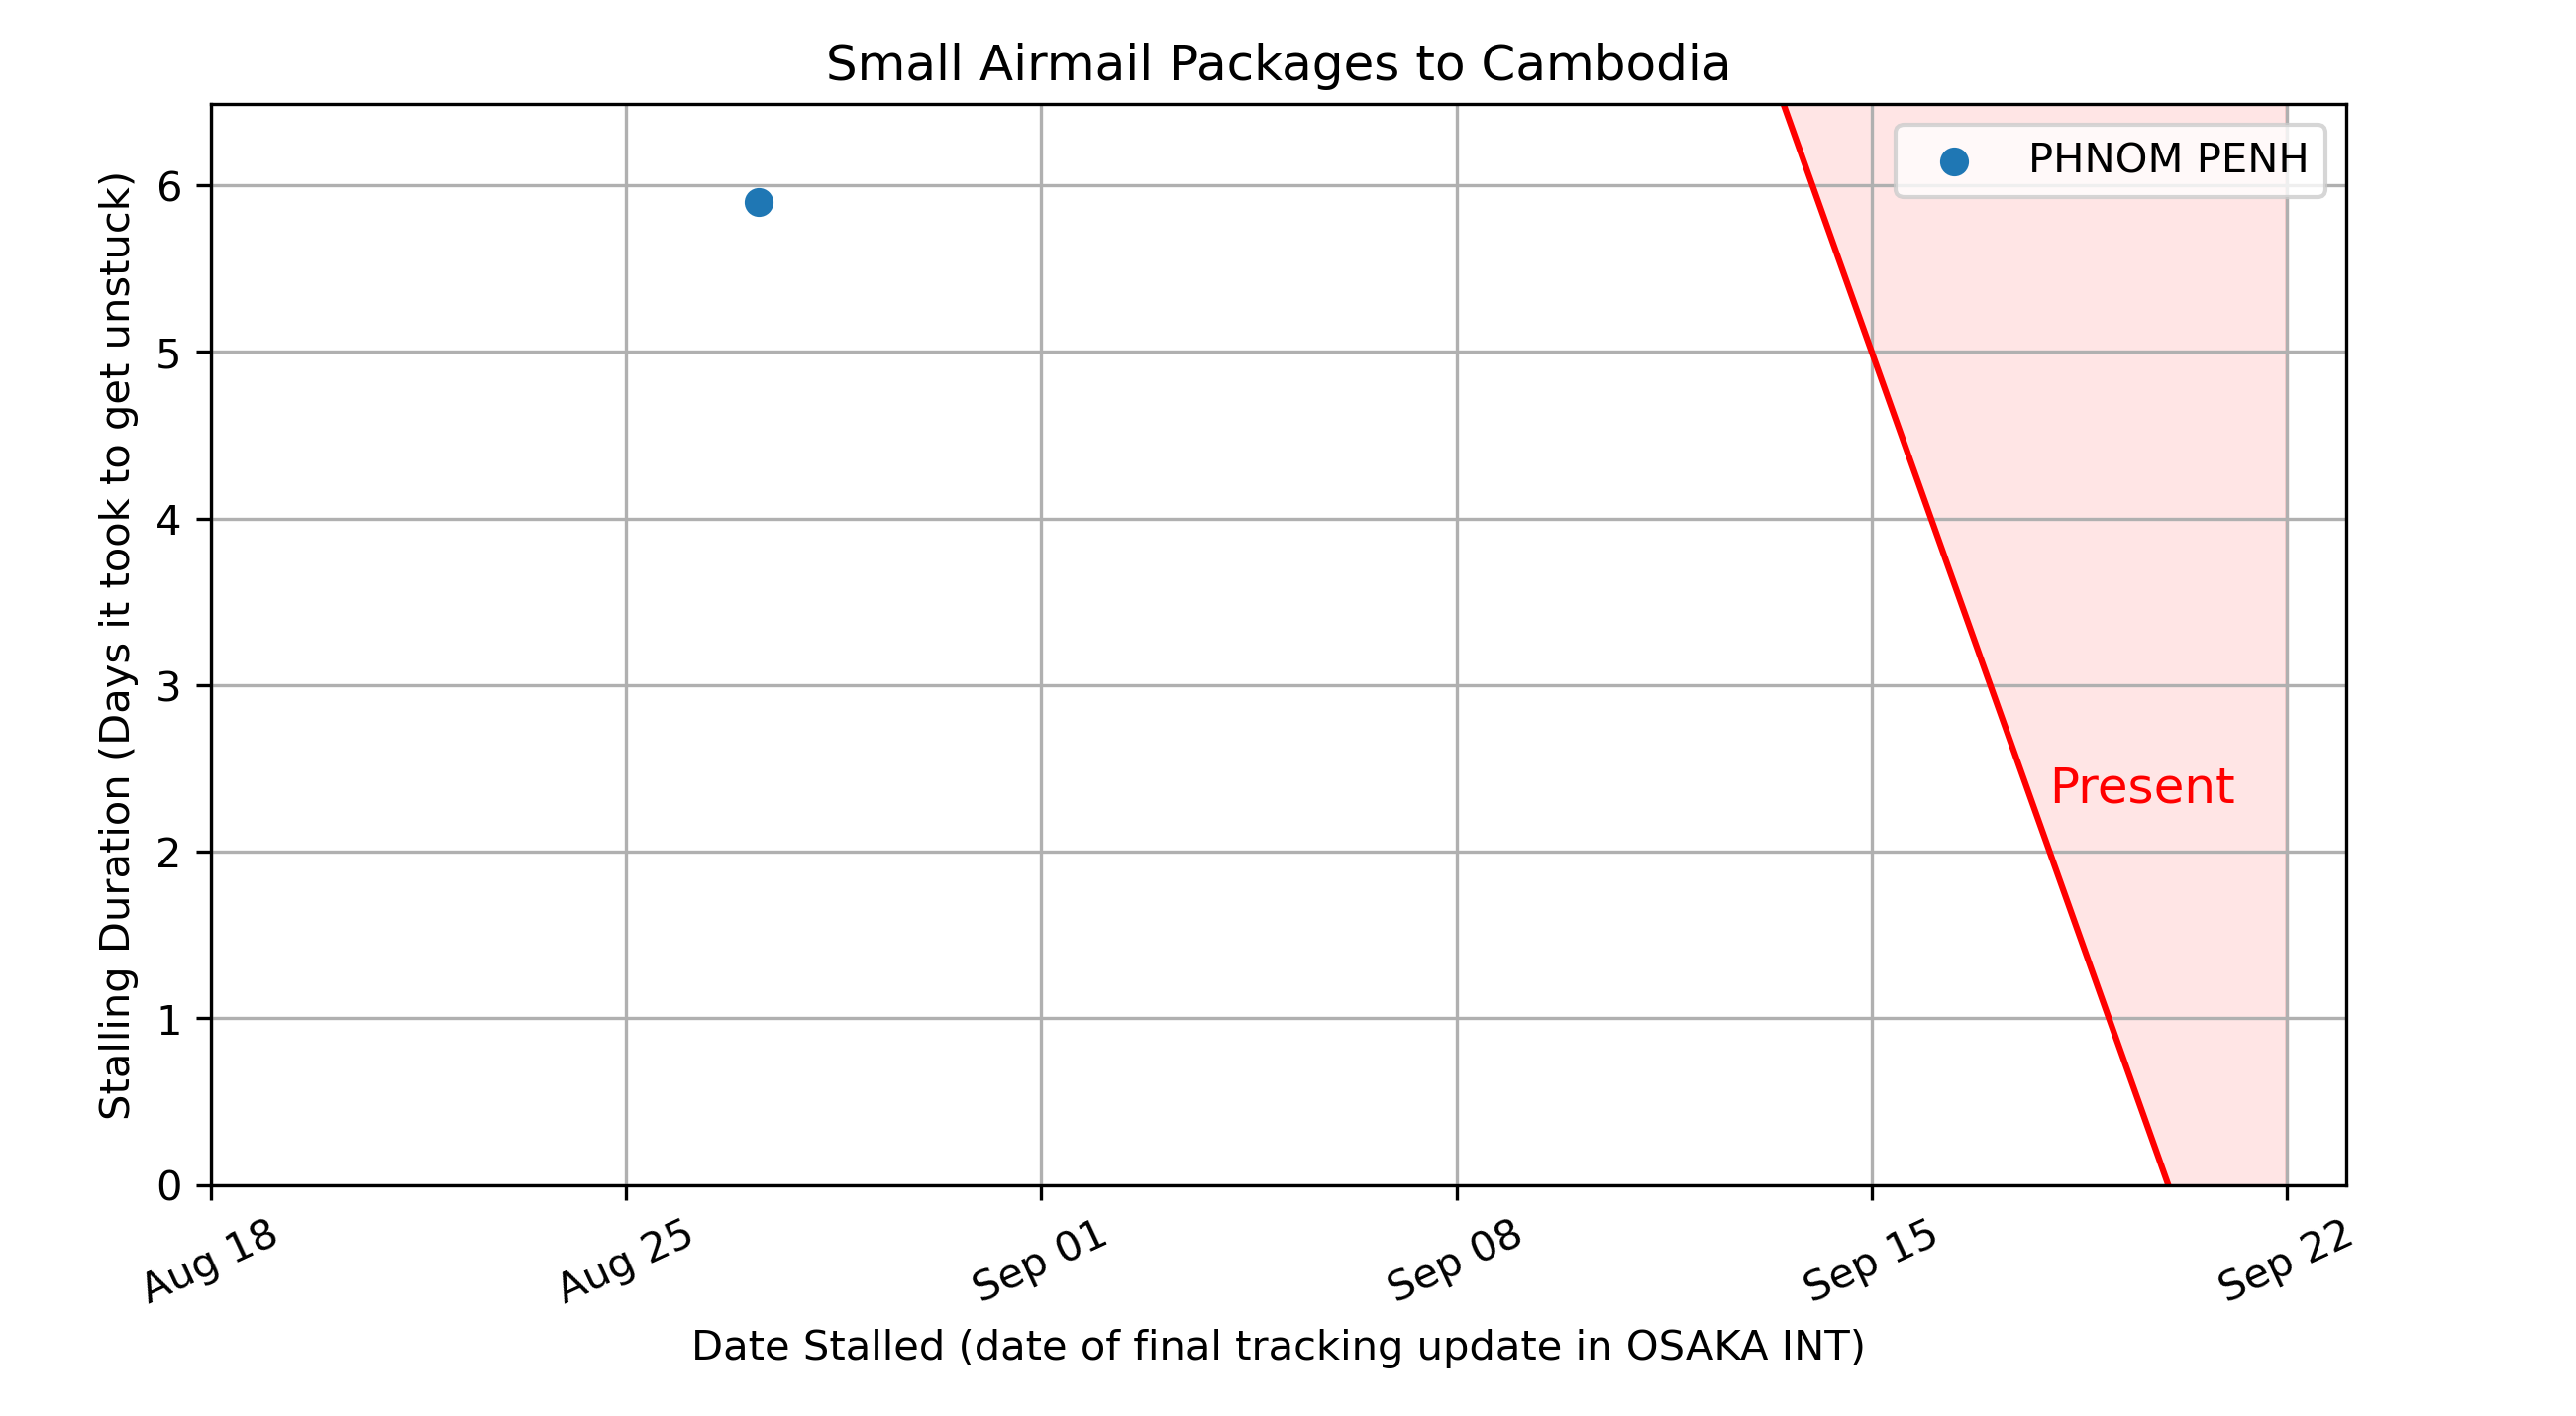 Small Airmail Packages to Cambodia
PHNOM PENH
Stalling Duration (Days it took to get unstuck)
6
5
4
3
2
1
0
Present
Aug 18
Aug 25
Sep 01
Sep 08
Sep 15
Sep 22
Date Stalled (date of final tracking update in OSAKA INT)